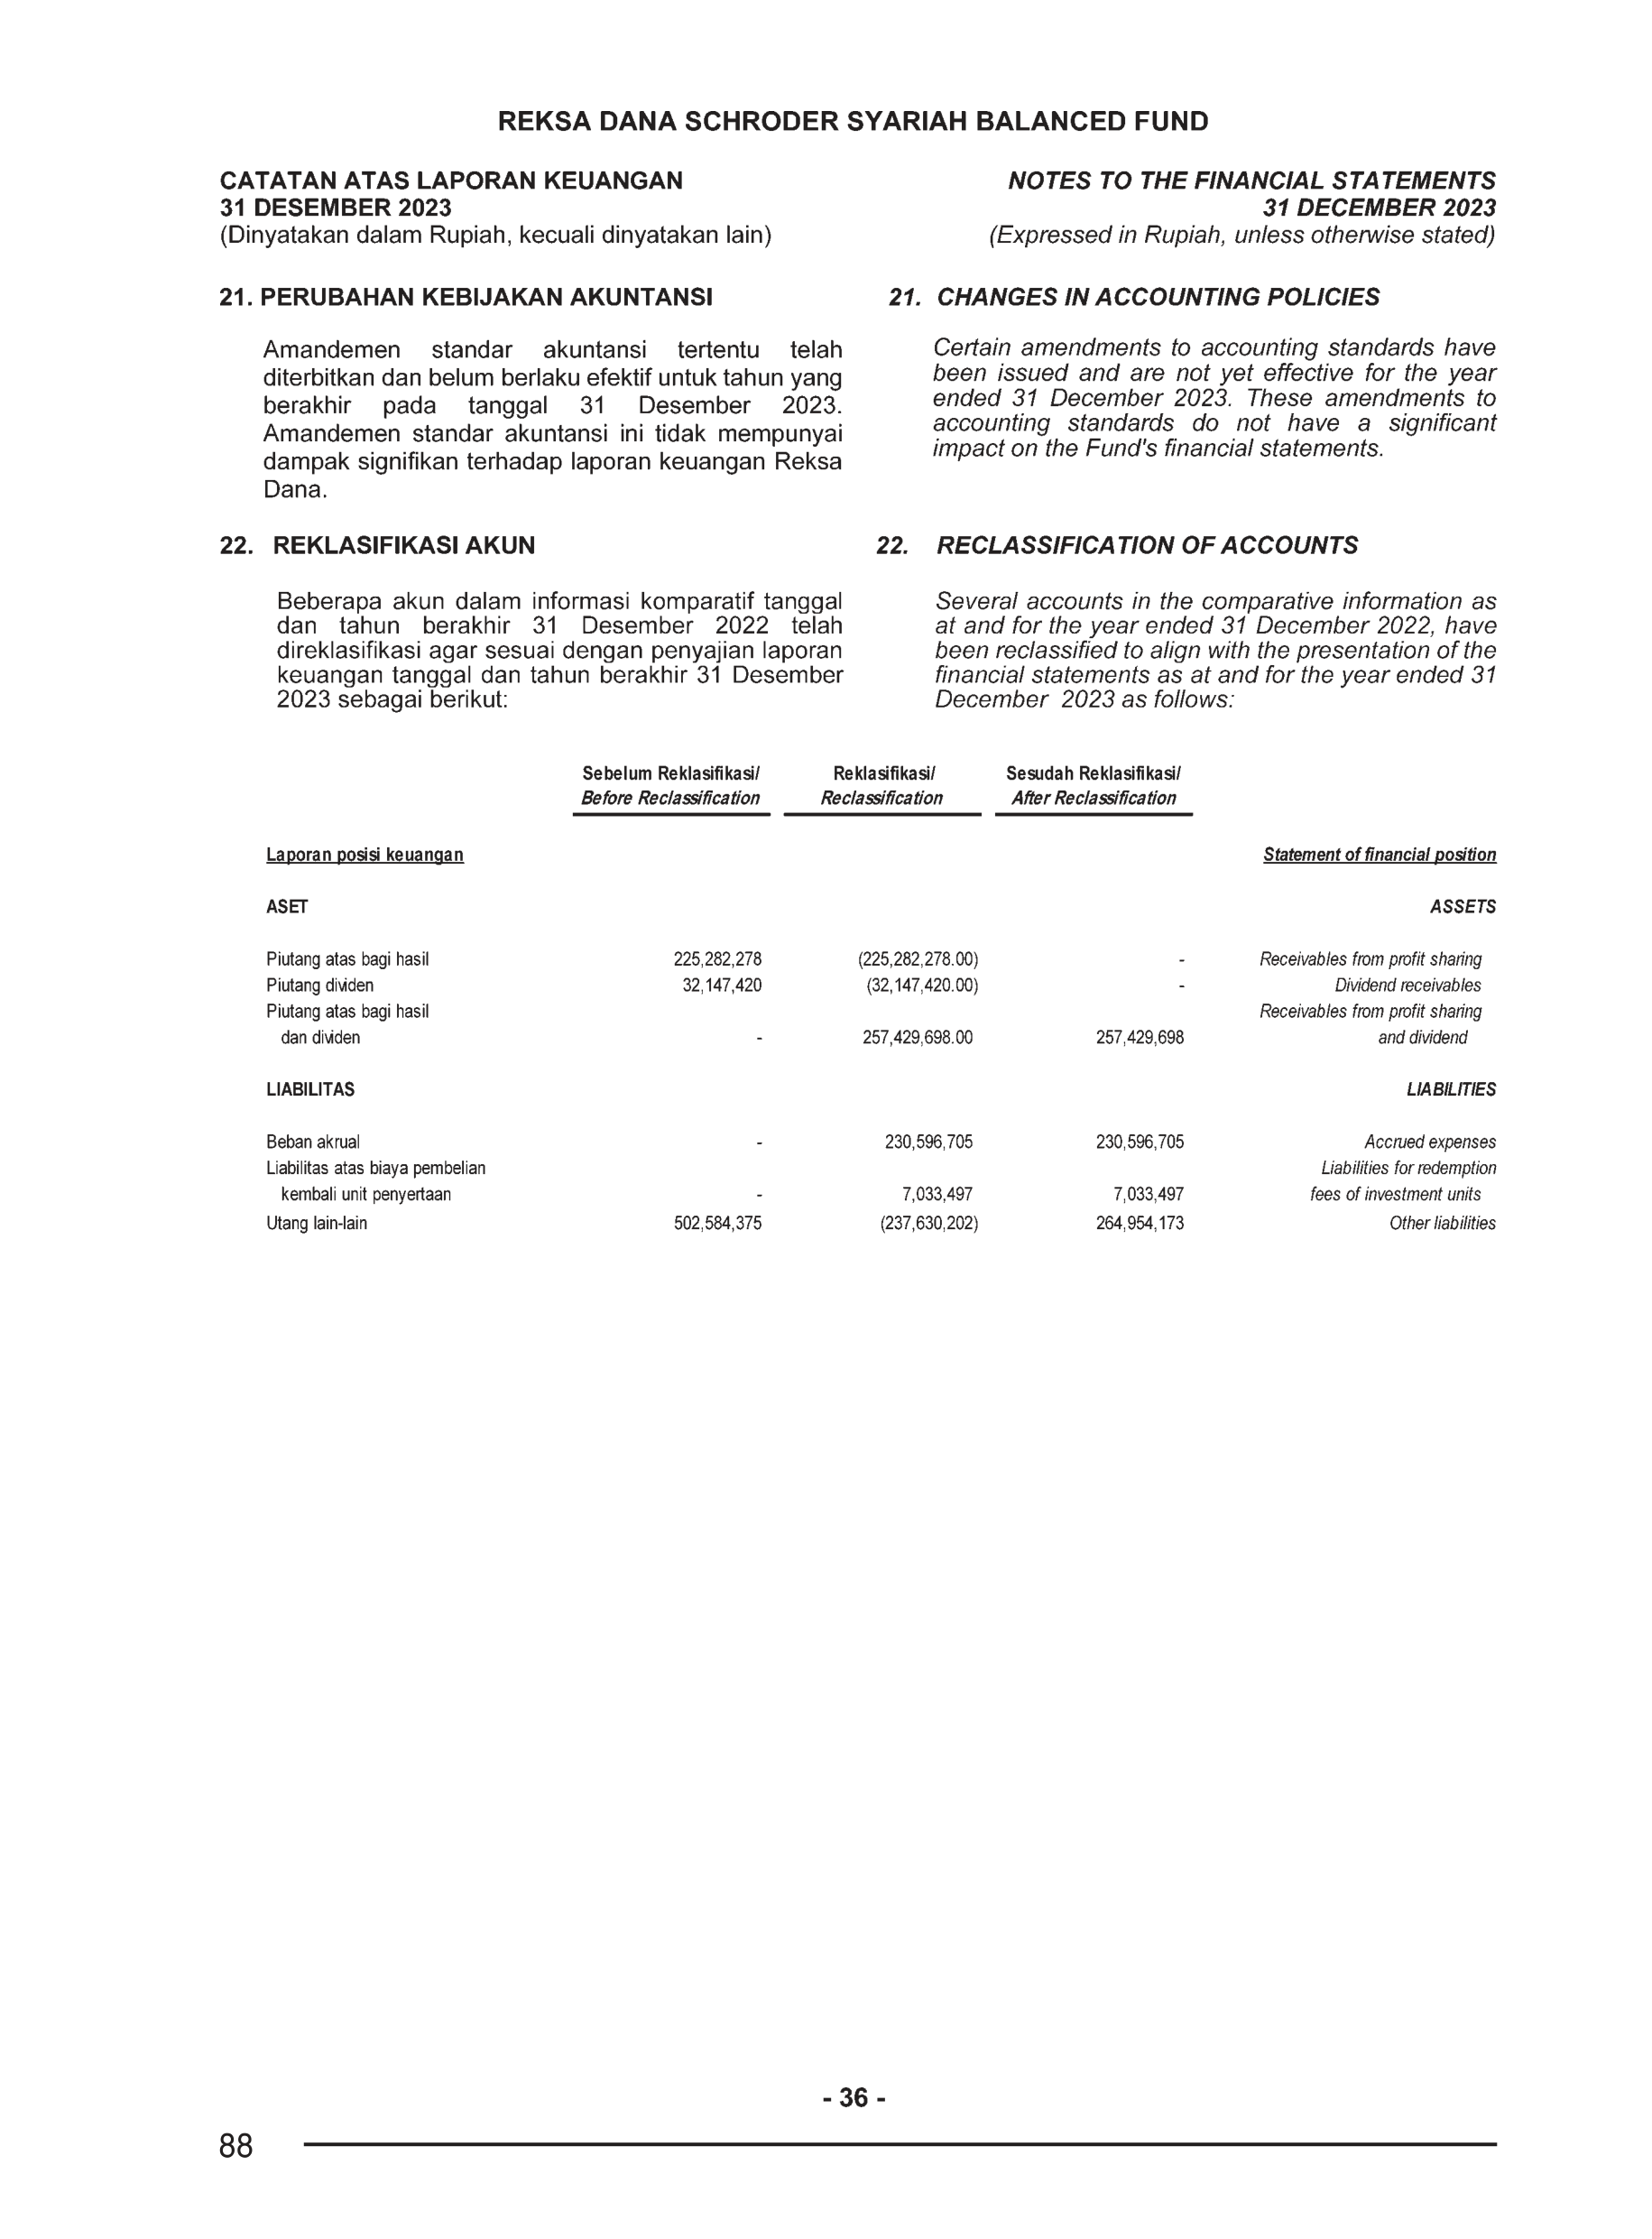 REKSA DANA SCHRODER SYARIAH BALANCED FUND
CATATAN ATAS LAPORAN KEUANGAN
31 DESEMBER 2023
(Dinyatakan dalam Rupiah, kecuali dinyatakan lain)
NOTES TO THE FINANCIAL STATEMENTS
31 DECEMBER 2023
(Expressed in Rupiah, unless otherwise stated)
21. PERUBAHAN KEBIJAKAN AKUNTANSI
Amandemen standar akuntansi tertentu telah
diterbitkan dan belum berlaku efektif untuk tahun yang
berakhir pada tanggal 31 Desember 2023.
Amandemen standar akuntansi ini tidak mempunyai
dampak signifikan terhadap laporan keuangan Reksa
Dana.
21. CHANGES IN ACCOUNTING POLICIES
Certain amendments to accounting standards have
been issued and are not yet effective for the year
ended 31 December 2023. These amendments to
accounting standards do not have a significant
impact on the Fund's financial statements.
22. REKLASIFIKASI AKUN
Beberapa akun dalam informasi komparatif tanggal
dan tahun berakhir 31 Desember 2022 telah
direklasifikasi agar sesuai dengan penyajian laporan
keuangan tanggal dan tahun berakhir 31 Desember
2023 sebagai berikut:
22. RECLASSIFICATION OF ACCOUNTS
Several accounts in the comparative information as
at and for the year ended 31 December 2022, have
been reclassified to align with the presentation of the
financial statements as at and for the year ended 31
December 2023 as follows:
Sebelum Reklasifikasi/ Reklasifikasi/ Sesudah Reklasifikasi/
Before Reclassification Reclassification After Reclassification
Laporan posisi keuangan Statement of financial position
ASET ASSETS
Piutang atas bagi hasil 225,282,278 (225,282,278.00) - Receivables from profit sharing
Piutang dividen 32,147,420 (32,147,420.00) - Dividend receivables
Piutang atas bagi hasil Receivables from profit sharing
dan dividen - 257,429,698.00 257,429,698 and dividend
LIABILITAS LIABILITIES
Beban akrual - 230,596,705 230,596,705 Accrued expenses
Liabilitas atas biaya pembelian Liabilities for redemption
kembali unit penyertaan - 7,033,497 7,033,497 fees of investment units
Utang lain-lain 502,584,375 (237,630,202) 264,954,173 Other liabilities
- 36 -
88